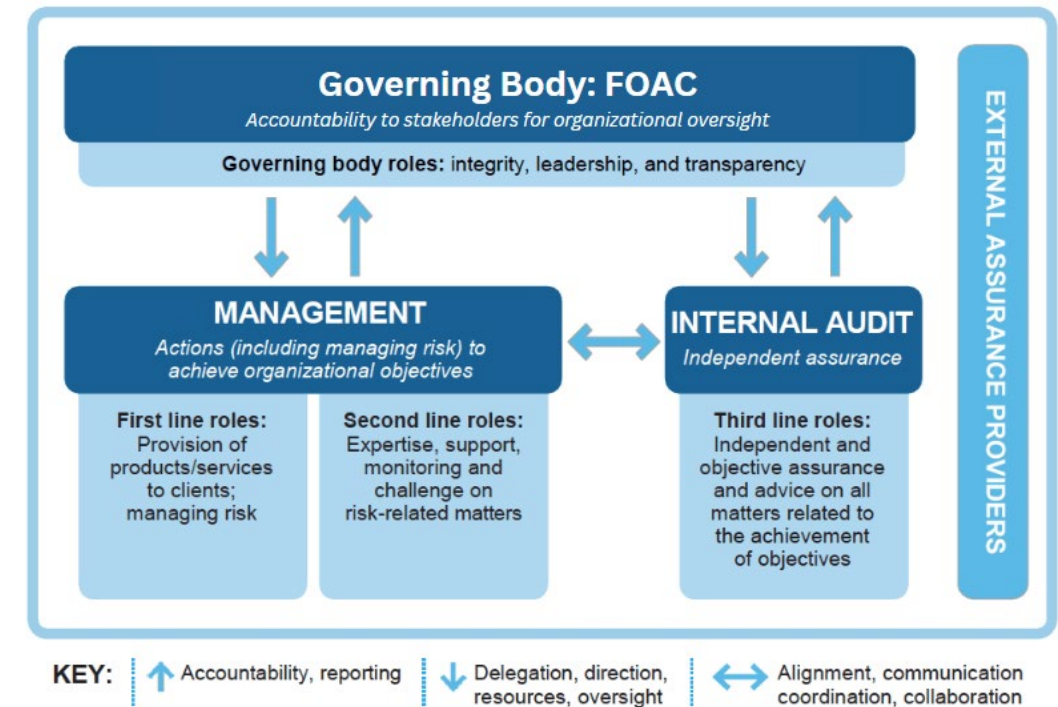 Governing Body: FOAC
Accountability to stakeholders for organizational oversight
Governing body roles: integrity, leadership, and transparency
MANAGEMENT
Actions (including managing risk) to
achieve organizational objectives
First line roles:
Provision of
products/services
to clients;
managing risk
Second line roles:
Expertise, support,
monitoring and
challenge on
risk-related matters
INTERNAL AUDIT
Independent assurance
Third line roles:
Independent and
objective assurance
and advice on all
matters related to
the achievement
of objectives
EXTERNAL ASSURANCE PROVIDERS
KEY:
Accountability, reporting
Delegation, direction,
resources, oversight
Alignment, communication
coordination, collaboration